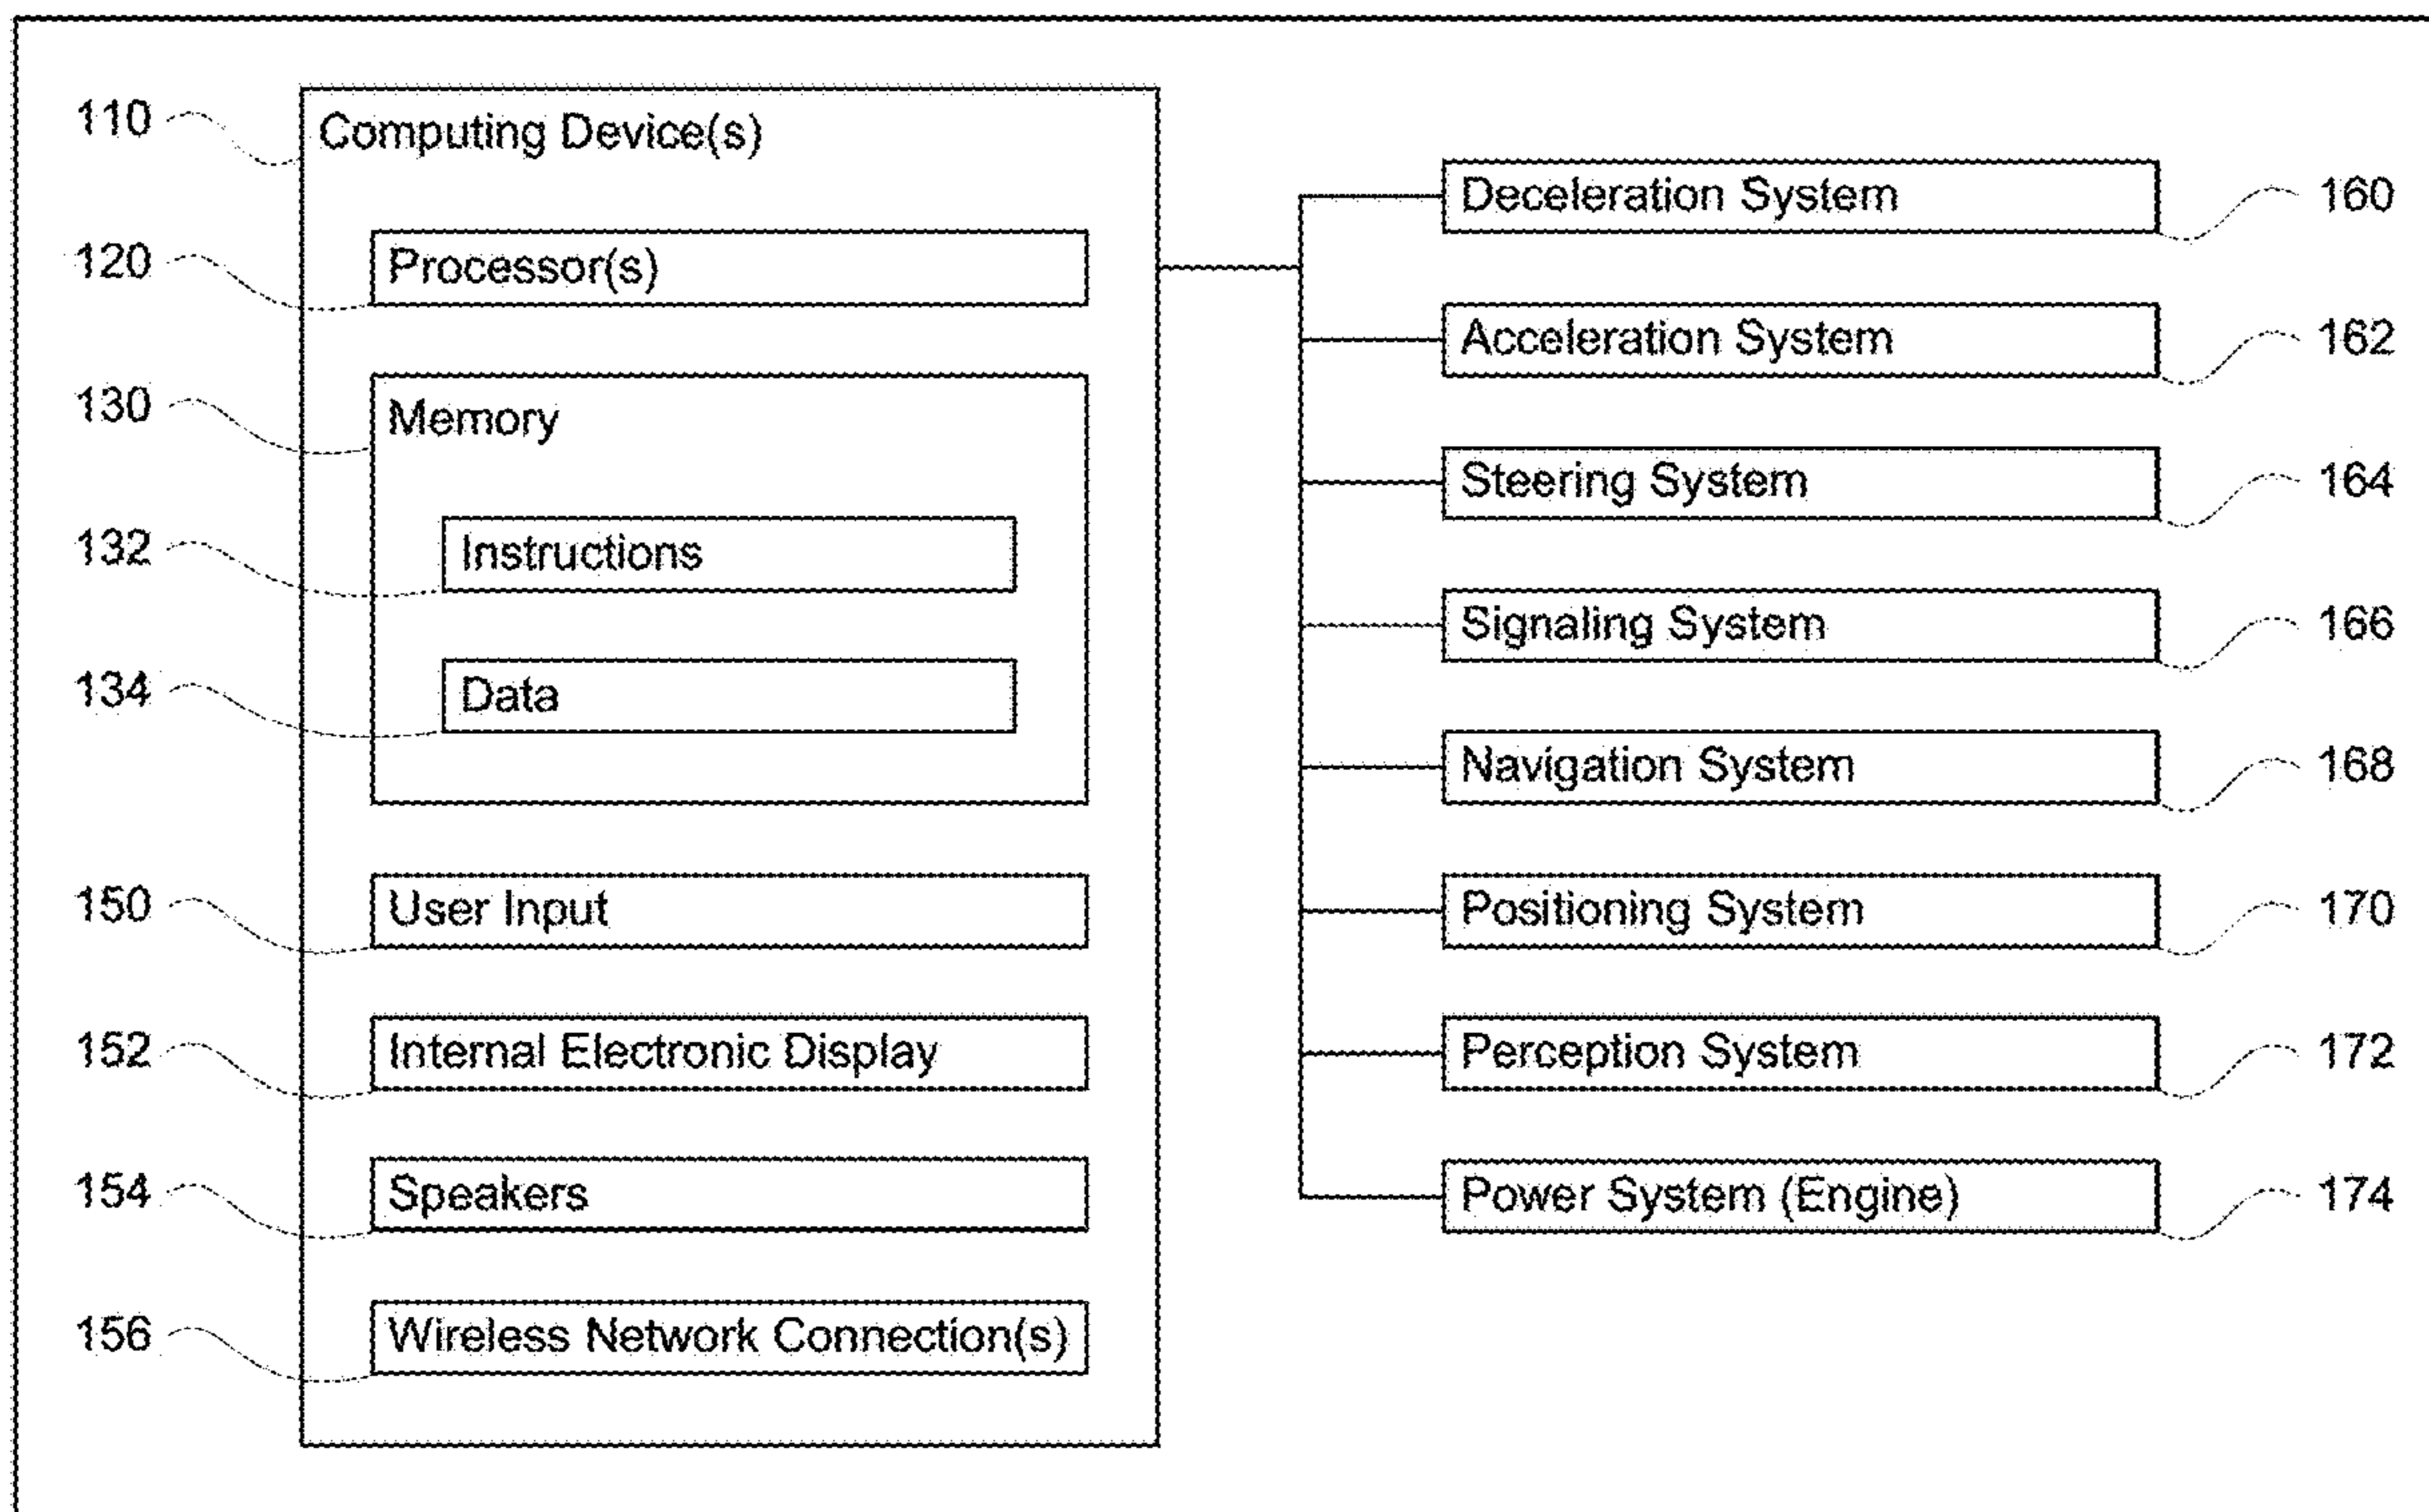 110
Computing Device(s)
120
Processor(s)
130
Memory
132
Instructions
134
Data
150
User Input
152
Internal Electronic Display
154
Speakers
156
Wireless Network Connection(s)
Deceleration System
160
Acceleration System
162
Steering System
164
Signaling System
166
Navigation System
168
Positioning System
170
Perception System
172
Power System (Engine)
174